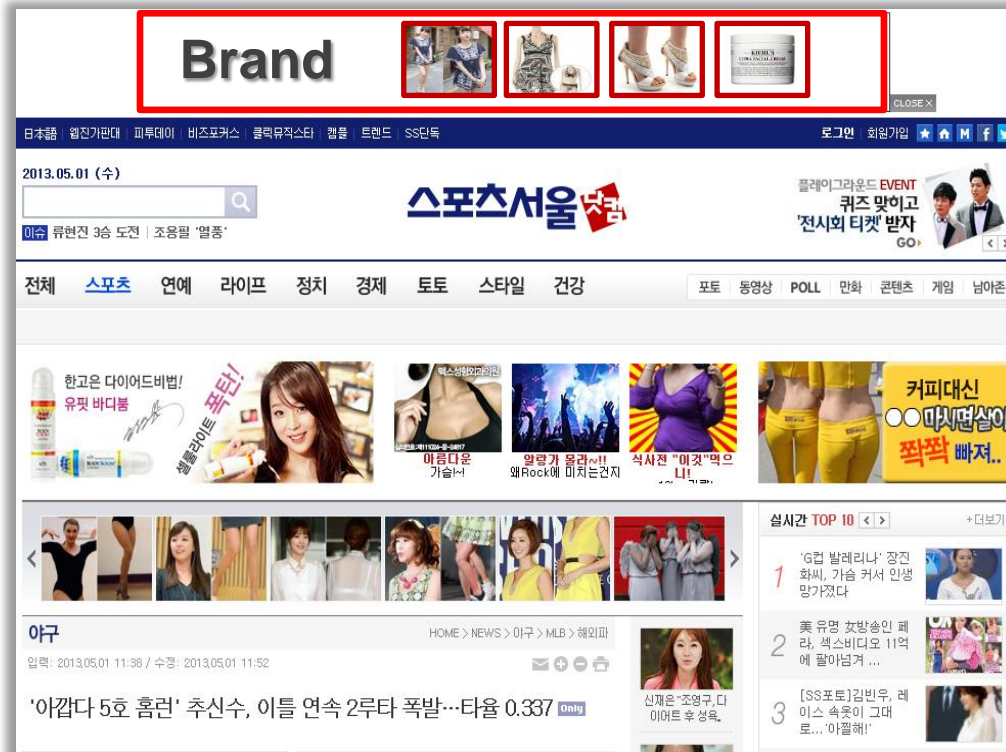 Brand
KIEHL'S
CLOSE X
日本語 웹진가판대 피투데이 비즈포커스 클릭뮤직스타 캠플 트렌드 SS단독
로그인 회원가입
2013.05.01 (수)
이슈 류현진 3승 도전 조용필 '열풍'
스포츠서울닷컴
플레이그라운드 EVENT
퀴즈 맞히고
'전시회 티켓' 받자
GO
전체 스포츠 연예 라이프 정치 경제 토토 스타일 건강
포토 동영상 POLL 만화 콘텐츠 게임 남아존
한고은 다이어드비법!
유핏 바디붐
셀룰라이트 폭탄!
맥스성형외과의원
아름다운
가슴!~!
알랑가 몰라~!!
왜Rock에 미치는건지
식사전 "이것"먹으
니!
커피대신
○○마시면살이
쫙쫙 빠져..
실시간 TOP 10
+더보기
1
'G컵 발레리나' 장진
화씨, 가슴 커서 인생
망가졌다
2
美 유명 女방송인 페
라, 섹스비디오 11억
에 팔아넘겨 ...
3
[SS포토]김빈우, 레
이스 속옷이 그대
로...'아찔해!'
야구
HOME > NEWS > 야구 > MLB > 해외파
입력: 2013.05.01 11:38 / 수정: 2013.05.01 11:52
'아깝다 5호 홈런' 추신수, 이틀 연속 2루타 폭발…타율 0.337 Only
신재은 "조영구,다
이어트 후 성욕..